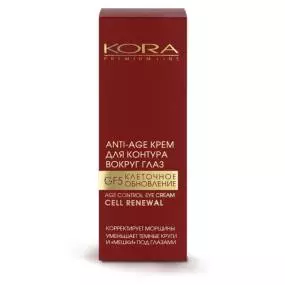 KORA
PREMIUM LINE
ANTI-AGE КРЕМ
ДЛЯ КОНТУРА
ВОКРУГ ГЛАЗ
GF5 КЛЕТОЧНОЕ
ОБНОВЛЕНИЕ
AGE CONTROL EYE CREAM
CELL RENEWAL
КОРРЕКТИРУЕТ МОРЩИНЫ
УМЕНЬШАЕТ ТЕМНЫЕ КРУГИ
И «МЕШКИ» ПОД ГЛАЗАМИ